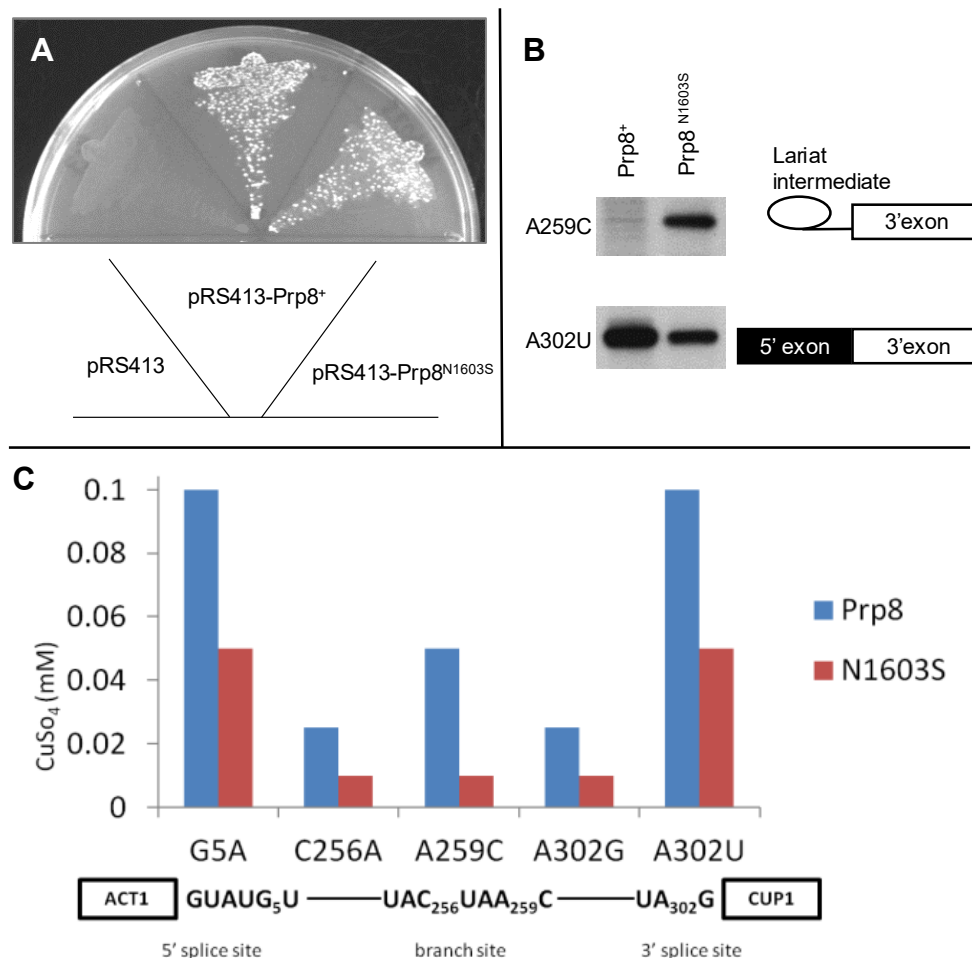 A
pRS413-Prp8⁺
pRS413
pRS413-Prp8ᴺ¹⁶⁰³ˢ
B
Prp8⁺
Prp8 ᴺ¹⁶⁰³ˢ
Lariat
intermediate
A259C
3'exon
A302U
5' exon
3'exon
C
0.1
0.08
0.06
0.04
0.02
0
CuSo₄ (mM)
Prp8
N1603S
G5A C256A A259C A302G A302U
ACT1 GUAUG₅U UAC₂₅₆UAA₂₅₉C UA₃₀₂G CUP1
5' splice site branch site 3' splice site